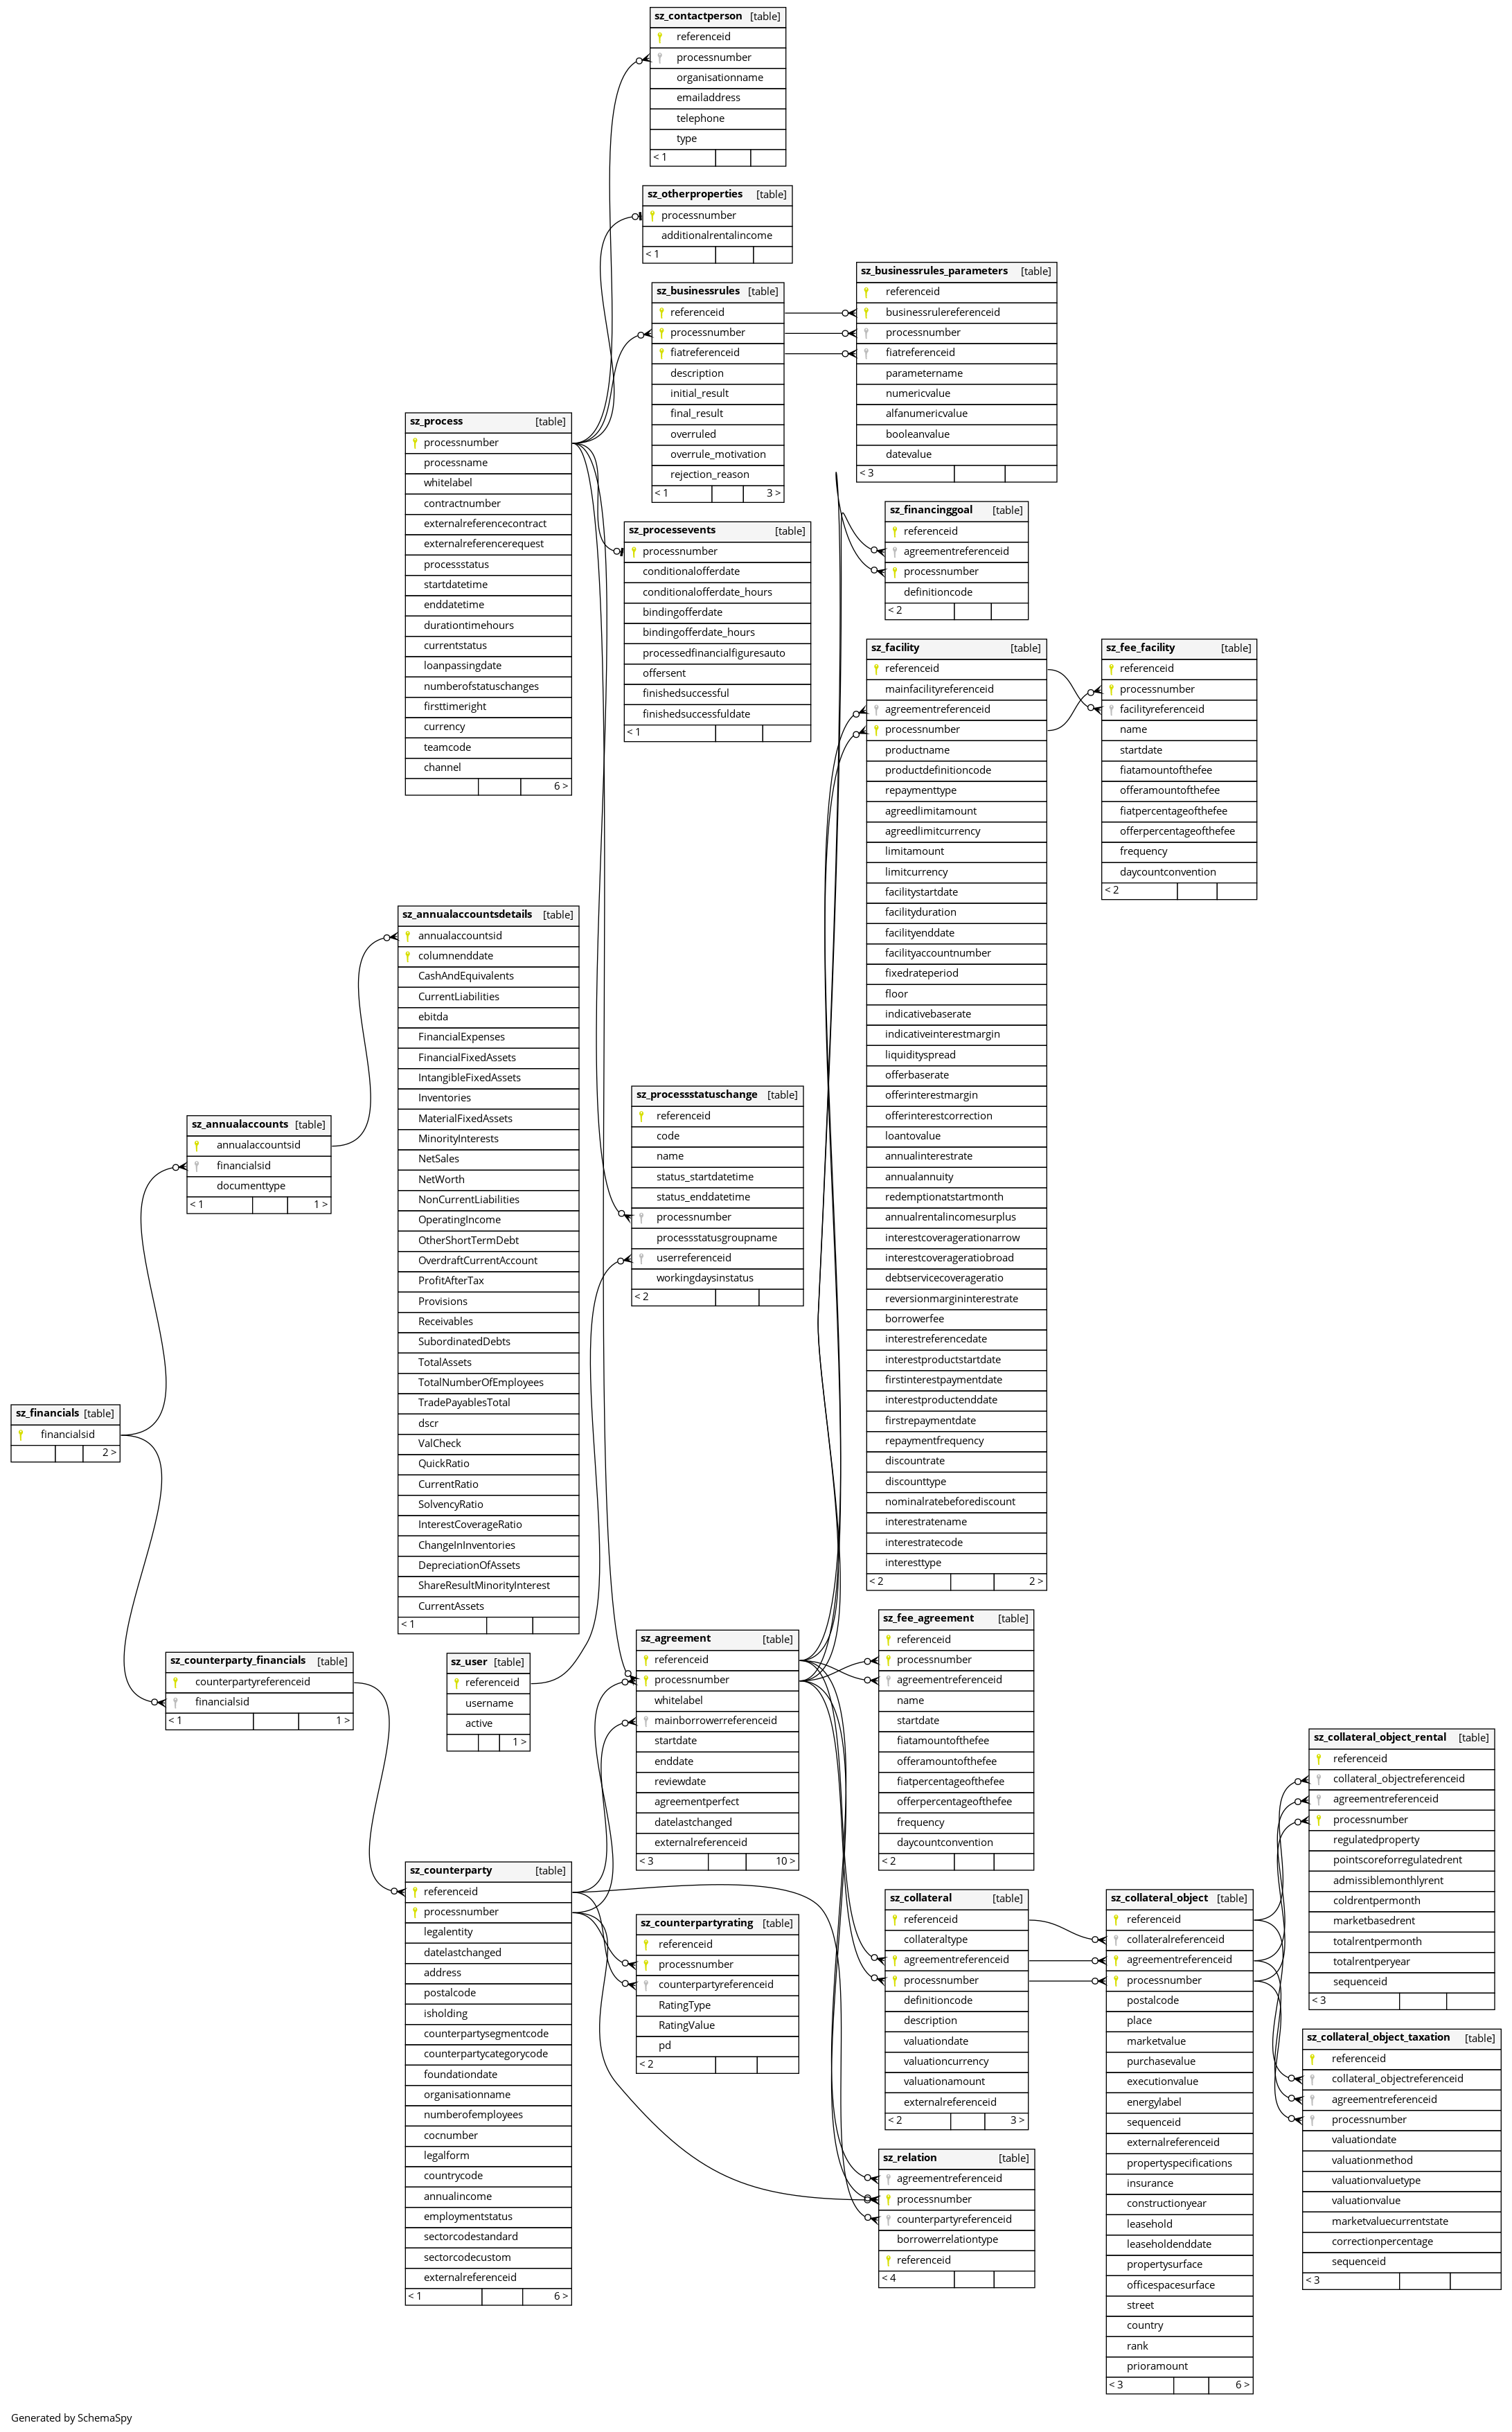 sz_contactperson [table]
referenceid
processnumber
organisationname
emailaddress
telephone
type
< 1
sz_otherproperties [table]
processnumber
additionalrentalincome
< 1
sz_businessrules [table]
referenceid
processnumber
fiatreferenceid
description
initial_result
final_result
overruled
overrule_motivation
rejection_reason
< 1 3 >
sz_businessrules_parameters [table]
referenceid
businessrulereferenceid
processnumber
fiatreferenceid
parametername
numericvalue
alfanumericvalue
booleanvalue
datevalue
< 3
sz_process [table]
processnumber
processname
whitelabel
contractnumber
externalreferencecontract
externalreferencerequest
processstatus
startdatetime
enddatetime
durationtimehours
currentstatus
loanpassingdate
numberofstatuschanges
firsttimeright
currency
teamcode
channel
6 >
sz_processevents [table]
processnumber
conditionalofferdate
conditionalofferdate_hours
bindingofferdate
bindingofferdate_hours
processedfinancialfiguresauto
offersent
finishedsuccessful
finishedsuccessfuldate
< 1
sz_financinggoal [table]
referenceid
agreementreferenceid
processnumber
definitioncode
< 2
sz_facility [table]
referenceid
mainfacilityreferenceid
agreementreferenceid
processnumber
productname
productdefinitioncode
repaymenttype
agreedlimitamount
agreedlimitcurrency
limitamount
limitcurrency
facilitystartdate
facilityduration
facilityenddate
facilityaccountnumber
fixedrateperiod
floor
indicativebaserate
indicativeinterestmargin
liquidityspread
offerbaserate
offerinterestmargin
offerinterestcorrection
loantovalue
annualinterestrate
annualannuity
redemptionatstartmonth
annualrentalincomesurplus
interestcoveragerationarrow
interestcoverageratiobroad
debtservicecoverageratio
reversionmargininterestrate
borrowerfee
interestreferencedate
interestproductstartdate
firstinterestpaymentdate
interestproductenddate
firstrepaymentdate
repaymentfrequency
discountrate
discounttype
nominalratebeforediscount
interestratename
interestratecode
interesttype
< 2 2 >
sz_fee_facility [table]
referenceid
processnumber
facilityreferenceid
name
startdate
fiatamountofthefee
offeramountofthefee
fiatpercentageofthefee
offerpercentageofthefee
frequency
daycountconvention
< 2
sz_annualaccountsdetails [table]
annualaccountsid
columnenddate
CashAndEquivalents
CurrentLiabilities
ebitda
FinancialExpenses
FinancialFixedAssets
IntangibleFixedAssets
Inventories
MaterialFixedAssets
MinorityInterests
NetSales
NetWorth
NonCurrentLiabilities
OperatingIncome
OtherShortTermDebt
OverdraftCurrentAccount
ProfitAfterTax
Provisions
Receivables
SubordinatedDebts
TotalAssets
TotalNumberOfEmployees
TradePayablesTotal
dscr
ValCheck
QuickRatio
CurrentRatio
SolvencyRatio
InterestCoverageRatio
ChangeInInventories
DepreciationOfAssets
ShareResultMinorityInterest
CurrentAssets
< 1
sz_processstatuschange [table]
referenceid
code
name
status_startdatetime
status_enddatetime
processnumber
processstatusgroupname
userreferenceid
workingdaysinstatus
< 2
sz_annualaccounts [table]
annualaccountsid
financialsid
documenttype
< 1 1 >
sz_financials [table]
financialsid
2 >
sz_counterparty_financials [table]
counterpartyreferenceid
financialsid
< 1 1 >
sz_user [table]
referenceid
username
active
1 >
sz_agreement [table]
referenceid
processnumber
whitelabel
mainborrowerreferenceid
startdate
enddate
reviewdate
agreementperfect
datelastchanged
externalreferenceid
< 3 10 >
sz_fee_agreement [table]
referenceid
processnumber
agreementreferenceid
name
startdate
fiatamountofthefee
offeramountofthefee
fiatpercentageofthefee
offerpercentageofthefee
frequency
daycountconvention
< 2
sz_counterparty [table]
referenceid
processnumber
legalentity
datelastchanged
address
postalcode
isholding
counterpartysegmentcode
counterpartycategorycode
foundationdate
organisationname
numberofemployees
cocnumber
legalform
countrycode
annualincome
employmentstatus
sectorcodestandard
sectorcodecustom
externalreferenceid
< 1 6 >
sz_counterpartyrating [table]
referenceid
processnumber
counterpartyreferenceid
RatingType
RatingValue
pd
< 2
sz_collateral [table]
referenceid
collateraltype
agreementreferenceid
processnumber
definitioncode
description
valuationdate
valuationcurrency
valuationamount
externalreferenceid
< 2 3 >
sz_relation [table]
agreementreferenceid
processnumber
counterpartyreferenceid
borrowerrelationtype
referenceid
< 4
sz_collateral_object [table]
referenceid
collateralreferenceid
agreementreferenceid
processnumber
postalcode
place
marketvalue
purchasevalue
executionvalue
energylabel
sequenceid
externalreferenceid
propertyspecifications
insurance
constructionyear
leasehold
leaseholdenddate
propertysurface
officespacesurface
street
country
rank
prioramount
< 3 6 >
sz_collateral_object_rental [table]
referenceid
collateral_objectreferenceid
agreementreferenceid
processnumber
regulatedproperty
pointscoreforregulatedrent
admissiblemonthlyrent
coldrentpermonth
marketbasedrent
totalrentpermonth
totalrentperyear
sequenceid
< 3
sz_collateral_object_taxation [table]
referenceid
collateral_objectreferenceid
agreementreferenceid
processnumber
valuationdate
valuationmethod
valuationvaluetype
valuationvalue
marketvaluecurrentstate
correctionpercentage
sequenceid
< 3
Generated by SchemaSpy